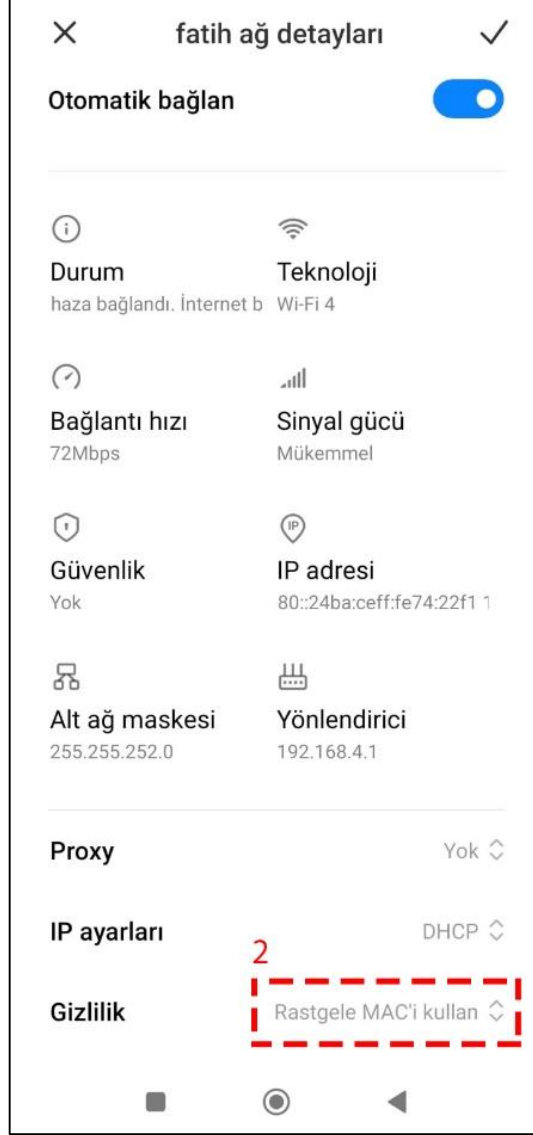 fatih ağ detayları
Otomatik bağlan
Durum
haza bağlandı. İnternet b
Teknoloji
Wi-Fi 4
Bağlantı hızı
72Mbps
Sinyal gücü
Mükemmel
Güvenlik
Yok
IP adresi
80::24ba:ceff:fe74:22f1 1
Alt ağ maskesi
255.255.252.0
Yönlendirici
192.168.4.1
Proxy
Yok
IP ayarları
DHCP
2
Gizlilik
Rastgele MAC'i kullan